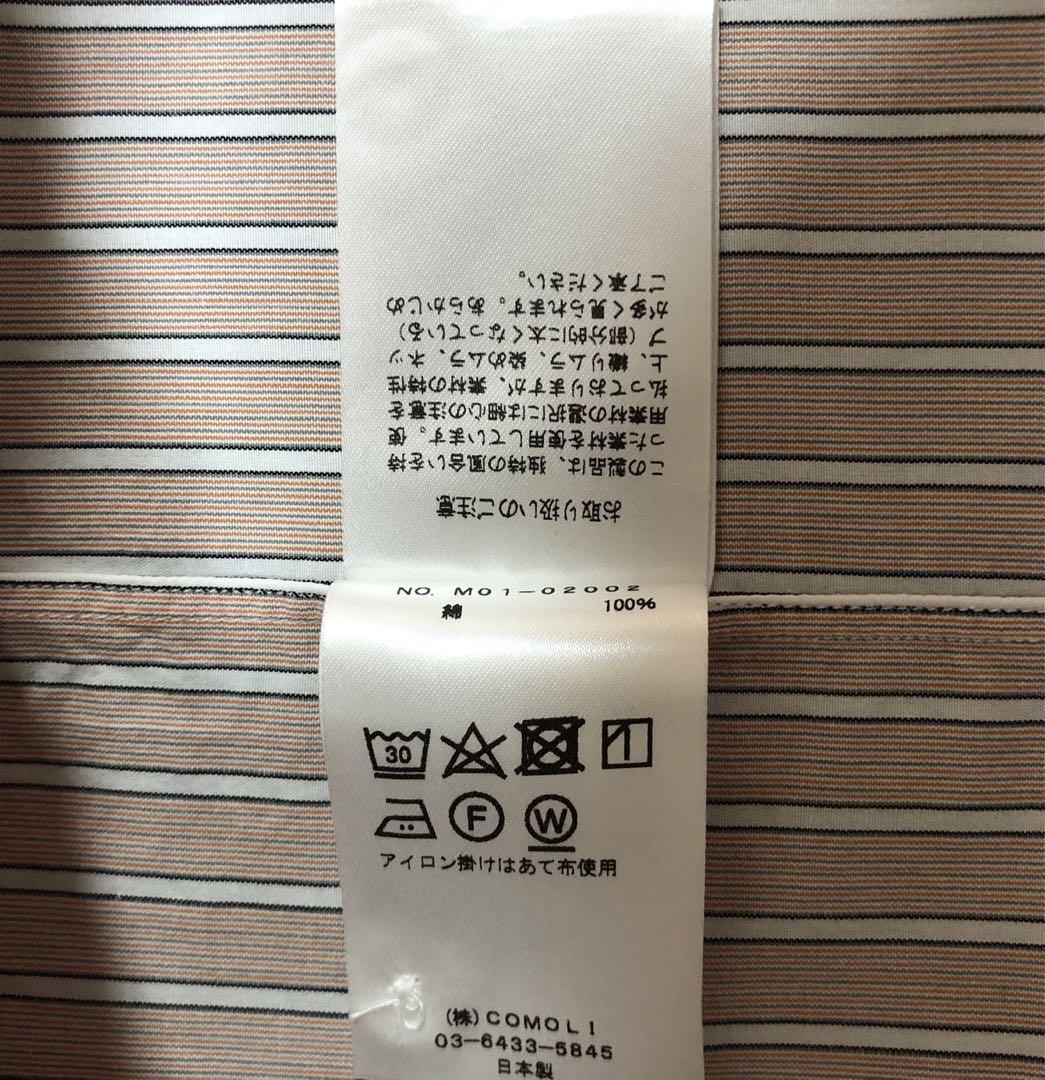 お取り扱いのご注意
この製品は、独特の風合いを持
った素材を使用しています。使
用素材の選択には細心の注意を
払っておりますが、素材の特性
上、織りムラ、染めムラ、ネッ
プ（部分的に太くなっている）
が多く見られます。あらかじめ
ご了承ください。
NO. M01-02002
綿 100%
30
F W
アイロン掛けはあて布使用
(株)COMOLI
03-6433-5845
日本製